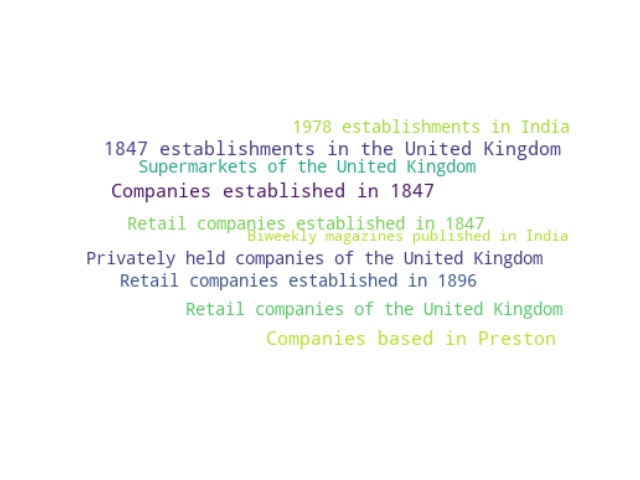 1978 establishments in India
1847 establishments in the United Kingdom
Supermarkets of the United Kingdom
Companies established in 1847
Retail companies established in 1847
Biweekly magazines published in India
Privately held companies of the United Kingdom
Retail companies established in 1896
Retail companies of the United Kingdom
Companies based in Preston